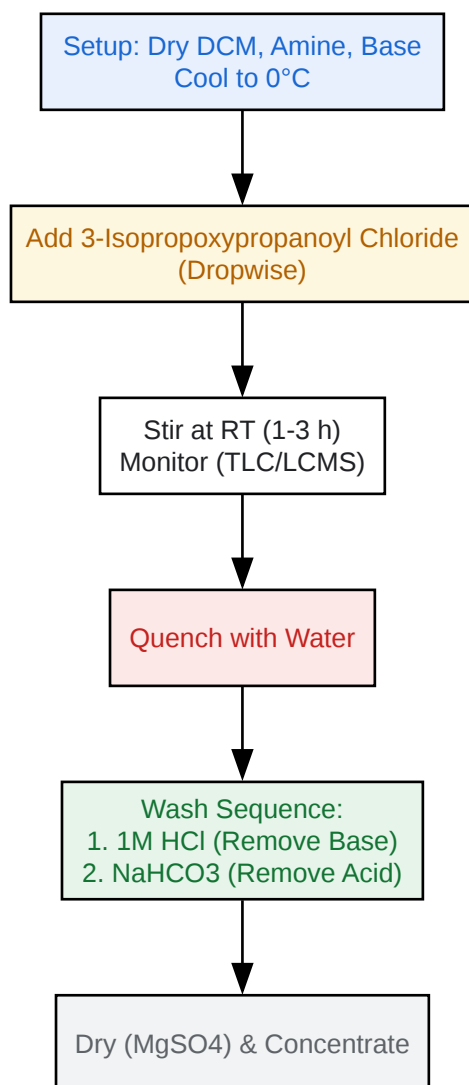 Setup: Dry DCM, Amine, Base
Cool to 0°C
Add 3-Isopropoxypropanoyl Chloride
(Dropwise)
Stir at RT (1-3 h)
Monitor (TLC/LCMS)
Quench with Water
Wash Sequence:
1. 1M HCl (Remove Base)
2. NaHCO3 (Remove Acid)
Dry (MgSO4) & Concentrate